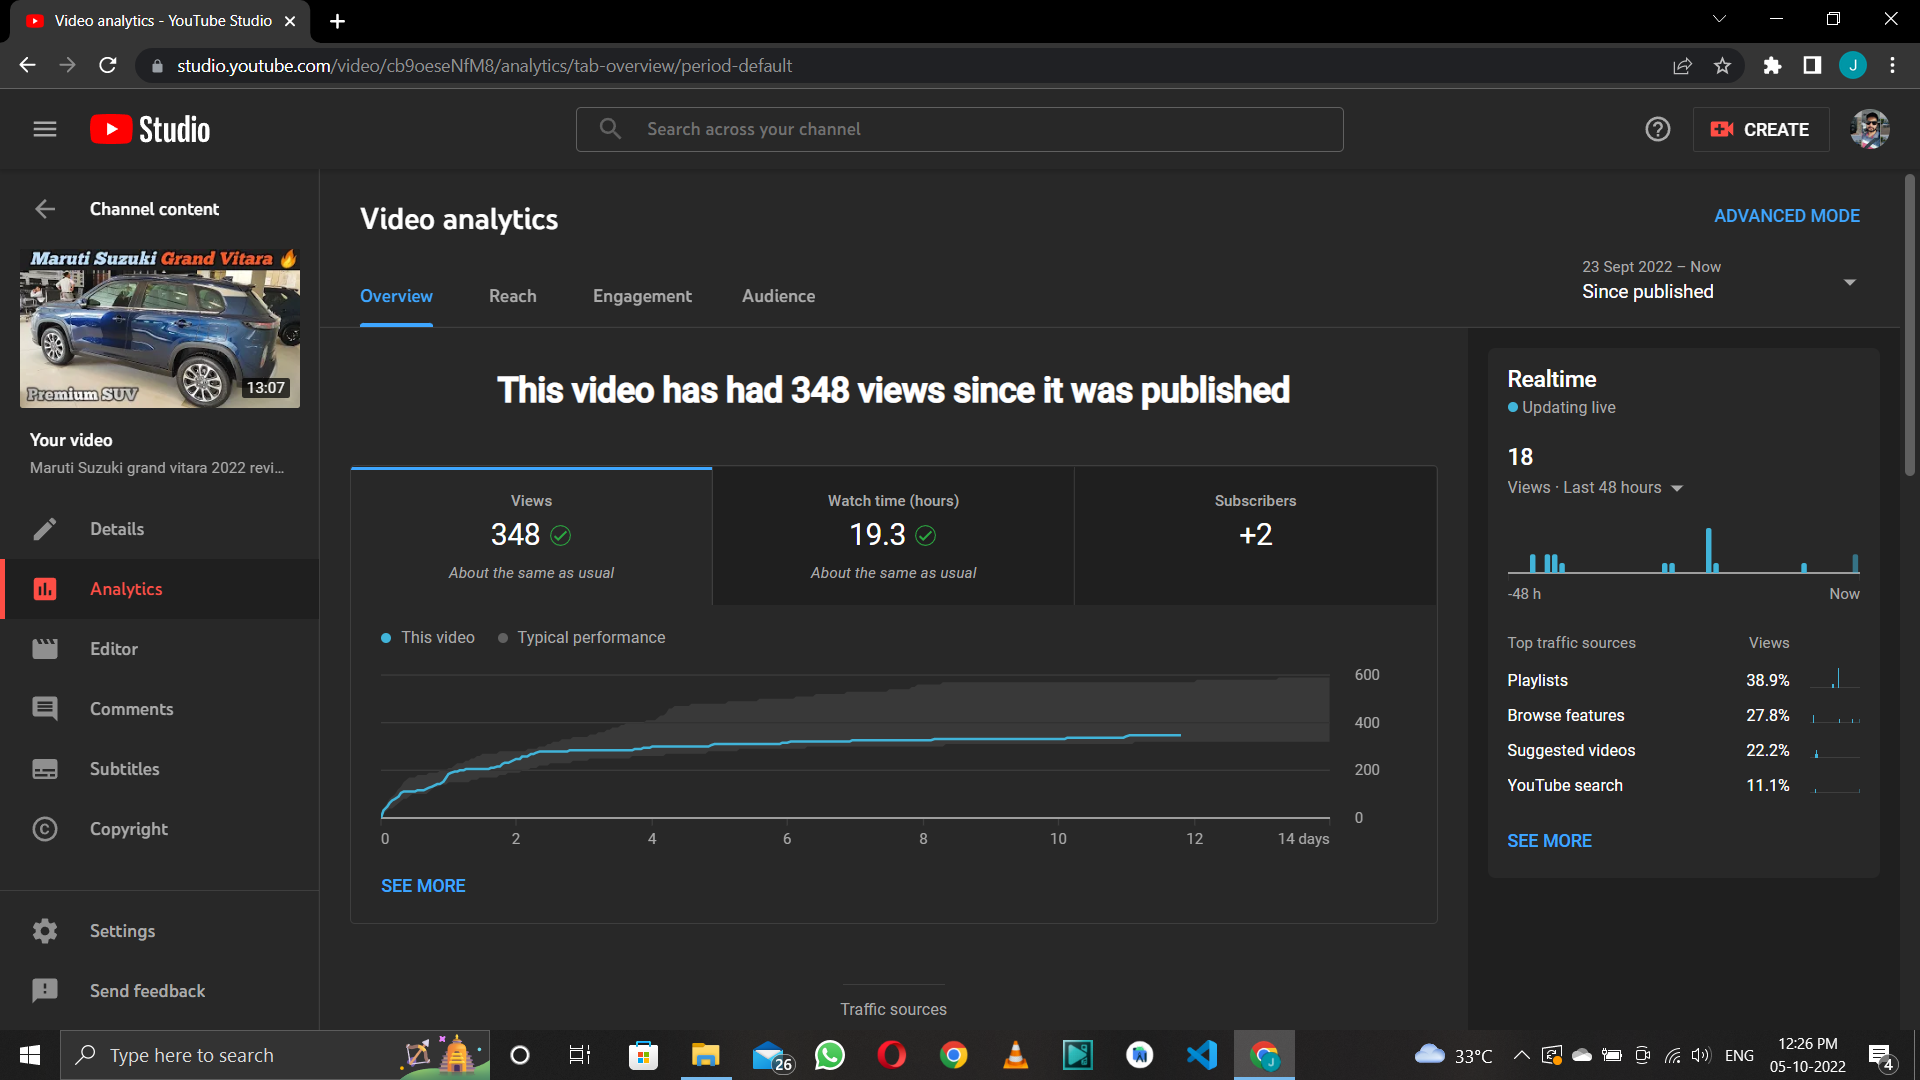 Video analytics - YouTube Studio
studio.youtube.com/video/cb9oeseNfM8/analytics/tab-overview/period-default
J
Studio
Search across your channel
CREATE
Channel content
Maruti Suzuki Grand Vitara
Premium SUV
13:07
Your video
Maruti Suzuki grand vitara 2022 revi...
Details
Analytics
Editor
Comments
Subtitles
Copyright
Settings
Send feedback
Video analytics
ADVANCED MODE
Overview
Reach
Engagement
Audience
23 Sept 2022 – Now
Since published
This video has had 348 views since it was published
Views
348
About the same as usual
Watch time (hours)
19.3
About the same as usual
Subscribers
+2
This video
Typical performance
600
400
200
0
0 2 4 6 8 10 12 14 days
SEE MORE
Traffic sources
Realtime
Updating live
18
Views · Last 48 hours
-48 h
Now
Top traffic sources Views
Playlists 38.9%
Browse features 27.8%
Suggested videos 22.2%
YouTube search 11.1%
SEE MORE
Type here to search
26
J
33°C
ENG
12:26 PM
05-10-2022
4